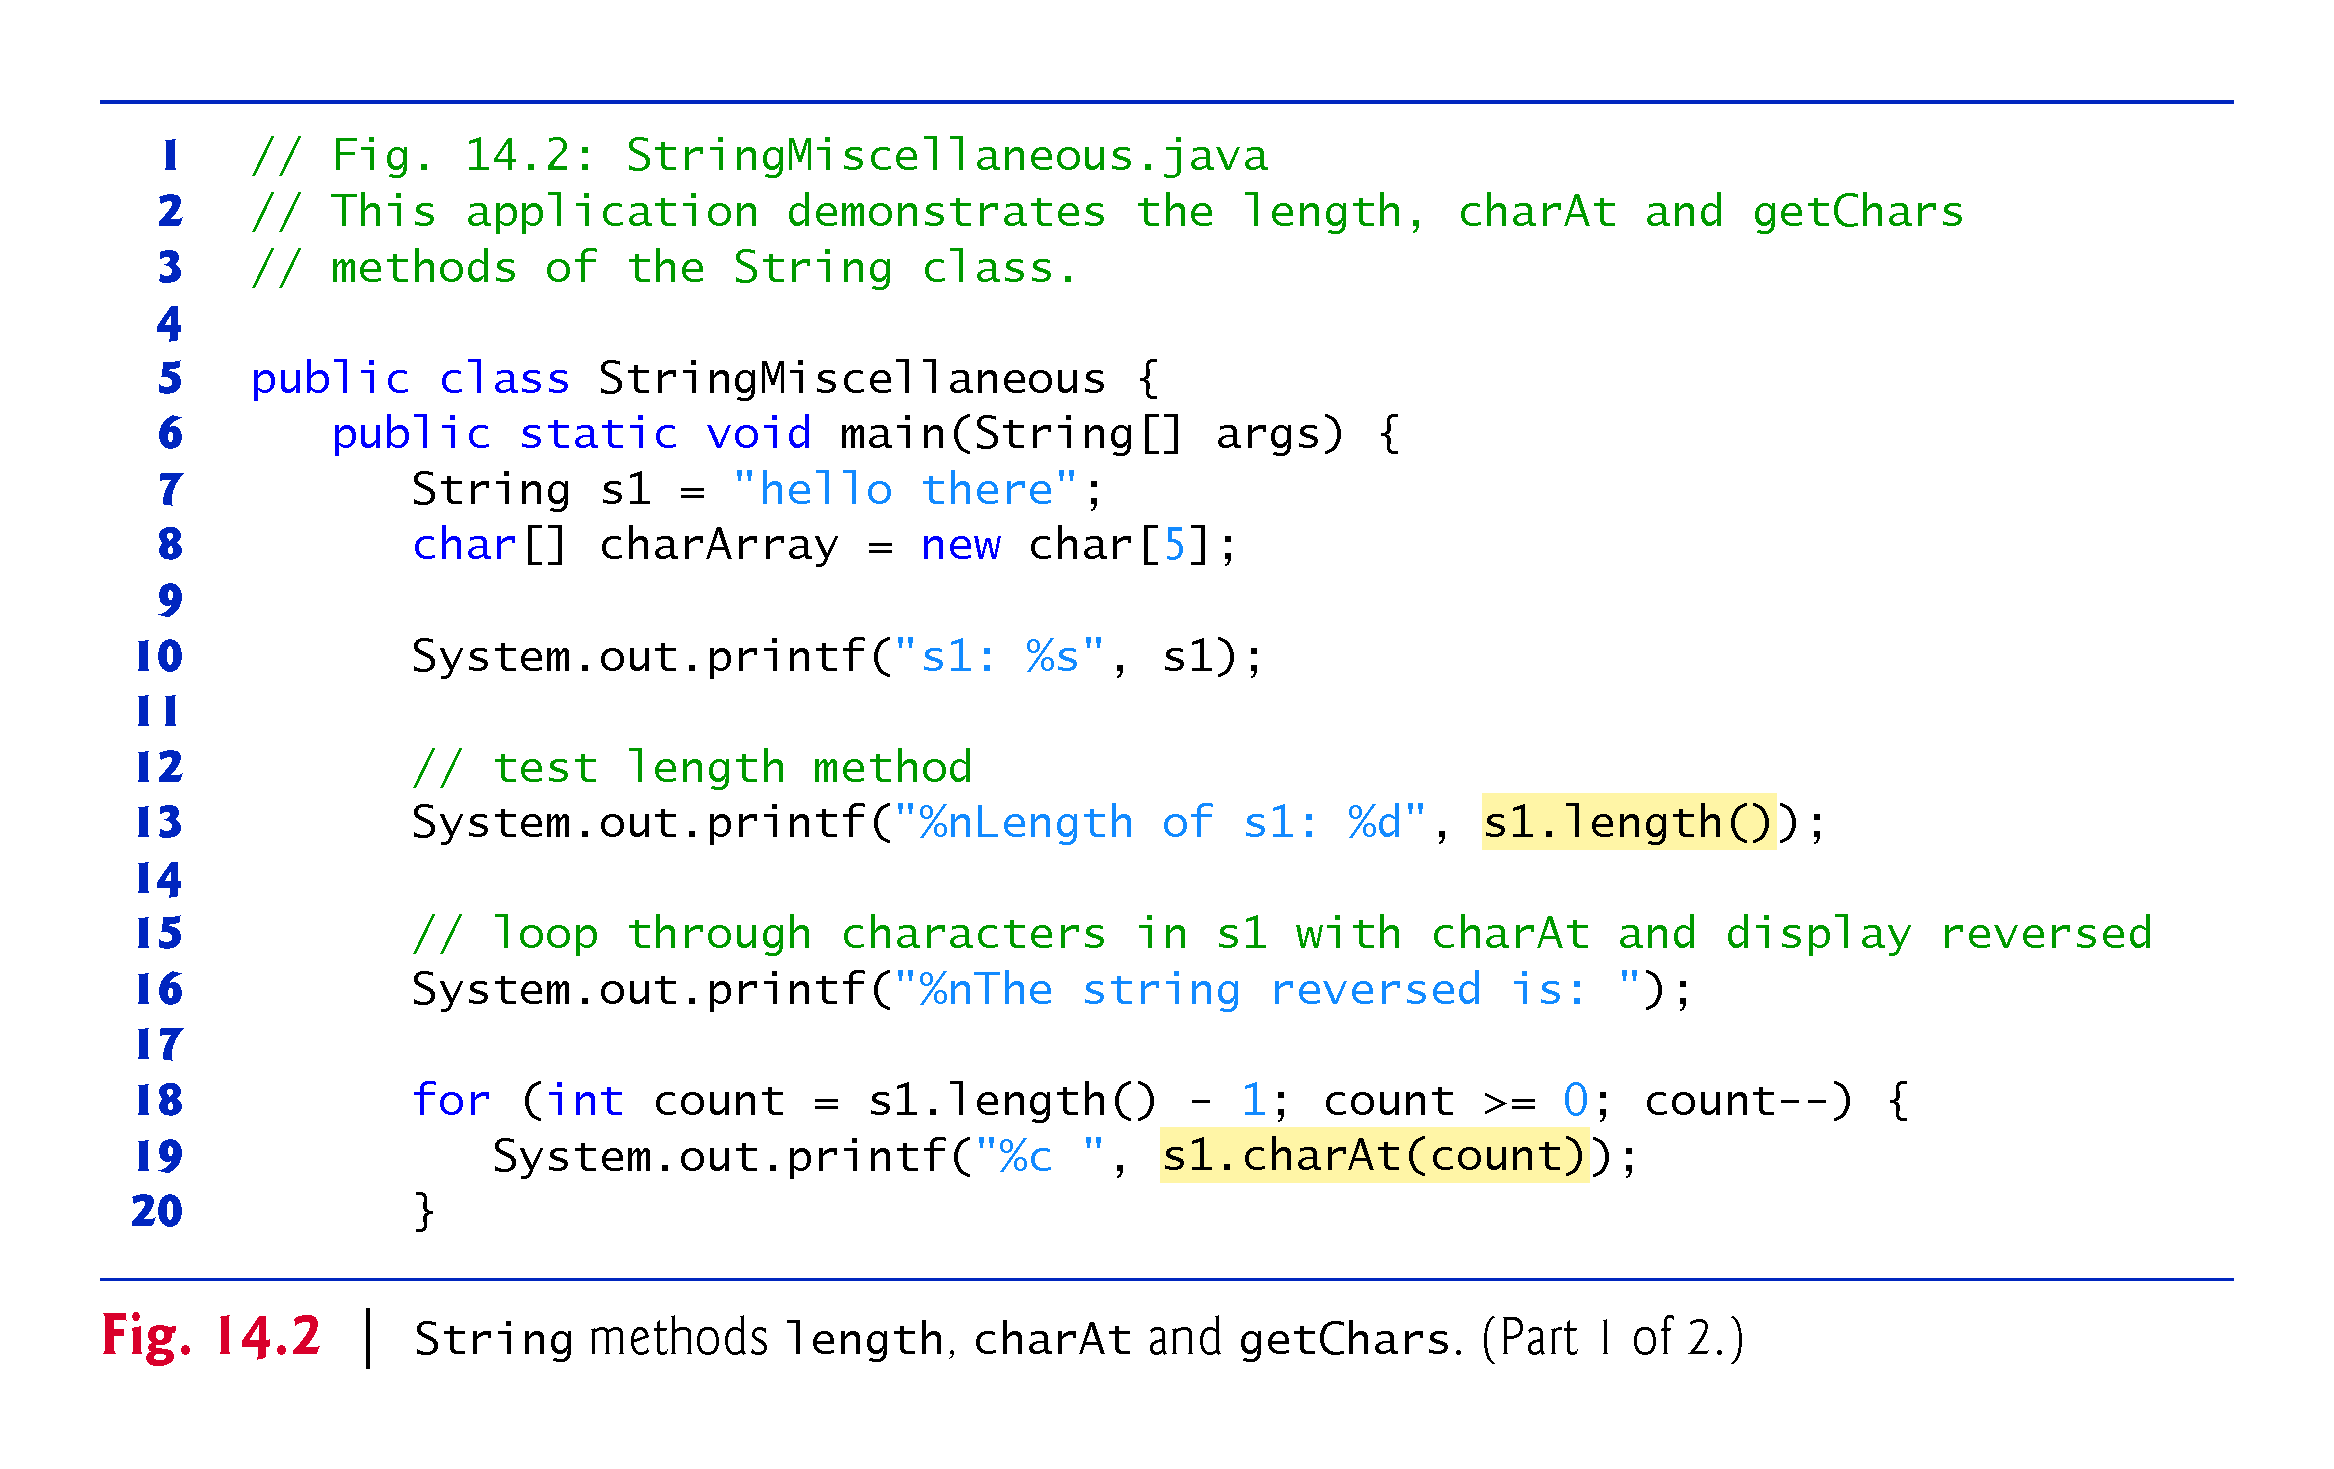 1 // Fig. 14.2: StringMiscellaneous.java
2 // This application demonstrates the length, charAt and getChars
3 // methods of the String class.
4
5 public class StringMiscellaneous {
6 public static void main(String[] args) {
7 String s1 = "hello there";
8 char[] charArray = new char[5];
9
10 System.out.printf("s1: %s", s1);
11
12 // test length method
13 System.out.printf("%nLength of s1: %d", s1.length());
14
15 // loop through characters in s1 with charAt and display reversed
16 System.out.printf("%nThe string reversed is: ");
17
18 for (int count = s1.length() - 1; count >= 0; count--) {
19 System.out.printf("%c ", s1.charAt(count));
20 }
Fig. 14.2 | String methods length, charAt and getChars. (Part 1 of 2.)